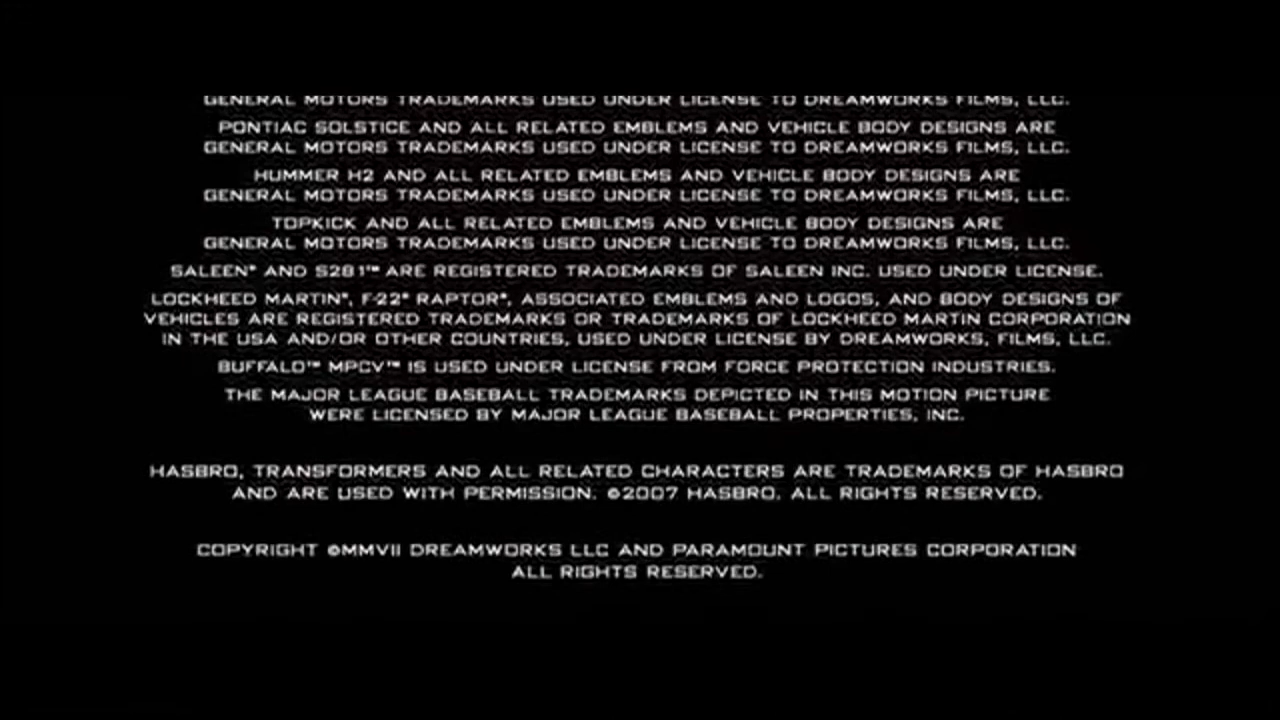 GENERAL MOTORS TRADEMARKS USED UNDER LICENSE TO DREAMWORKS FILMS, LLC.
PONTIAC SOLSTICE AND ALL RELATED EMBLEMS AND VEHICLE BODY DESIGNS ARE
GENERAL MOTORS TRADEMARKS USED UNDER LICENSE TO DREAMWORKS FILMS, LLC.
HUMMER H2 AND ALL RELATED EMBLEMS AND VEHICLE BODY DESIGNS ARE
GENERAL MOTORS TRADEMARKS USED UNDER LICENSE TO DREAMWORKS FILMS, LLC.
TOPKICK AND ALL RELATED EMBLEMS AND VEHICLE BODY DESIGNS ARE
GENERAL MOTORS TRADEMARKS USED UNDER LICENSE TO DREAMWORKS FILMS, LLC.
SALEEN® AND S281™ ARE REGISTERED TRADEMARKS OF SALEEN INC. USED UNDER LICENSE.
LOCKHEED MARTIN®, F-22® RAPTOR®, ASSOCIATED EMBLEMS AND LOGOS, AND BODY DESIGNS OF
VEHICLES ARE REGISTERED TRADEMARKS OR TRADEMARKS OF LOCKHEED MARTIN CORPORATION
IN THE USA AND/OR OTHER COUNTRIES, USED UNDER LICENSE BY DREAMWORKS, FILMS, LLC.
BUFFALO™ MPCV™ IS USED UNDER LICENSE FROM FORCE PROTECTION INDUSTRIES.
THE MAJOR LEAGUE BASEBALL TRADEMARKS DEPICTED IN THIS MOTION PICTURE
WERE LICENSED BY MAJOR LEAGUE BASEBALL PROPERTIES, INC.
HASBRO, TRANSFORMERS AND ALL RELATED CHARACTERS ARE TRADEMARKS OF HASBRO
AND ARE USED WITH PERMISSION. ©2007 HASBRO. ALL RIGHTS RESERVED.
COPYRIGHT ©MMVII DREAMWORKS LLC AND PARAMOUNT PICTURES CORPORATION
ALL RIGHTS RESERVED.